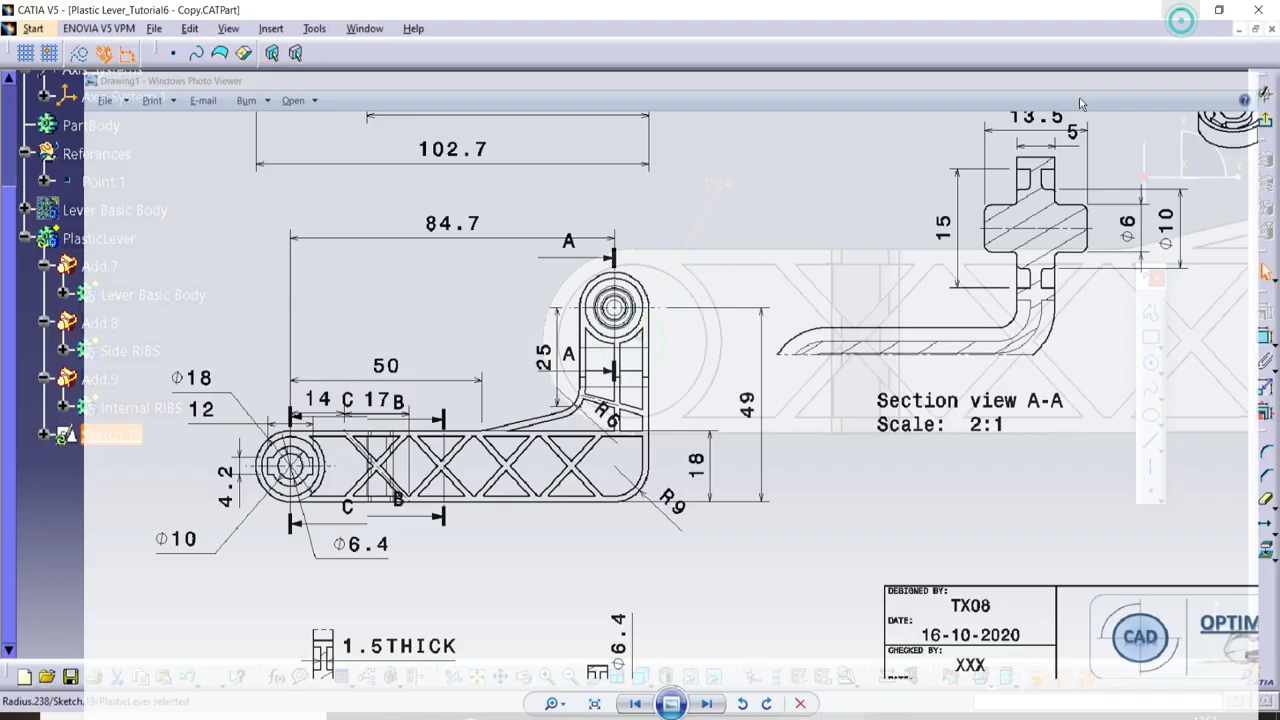 CATIA V5 - [Plastic Lever_Tutorial6 - Copy.CATPart]
Start ENOVIA V5 VPM File Edit View Insert Tools Window Help
Drawing1 - Windows Photo Viewer
File Print E-mail Burn Open
PartBody
References
Point.1
Lever Basic Body
PlasticLever
Add.7
Lever Basic Body
Add.8
Side RIBS
Add.9
Internal RIBS
102.7
84.7
A
25
A
50
Φ18
12
14 C 17 B
R6
49
18
4.2
C B
R9
Φ10
Φ6.4
1.5THICK
Φ6.4
13.5
5
15
Φ6
Φ10
Section view A-A
Scale: 2:1
DESIGNED BY:
TX08
DATE:
16-10-2020
CHECKED BY:
XXX
CAD
OPTIM
Radius.238/Sketch.19/PlasticLever selected